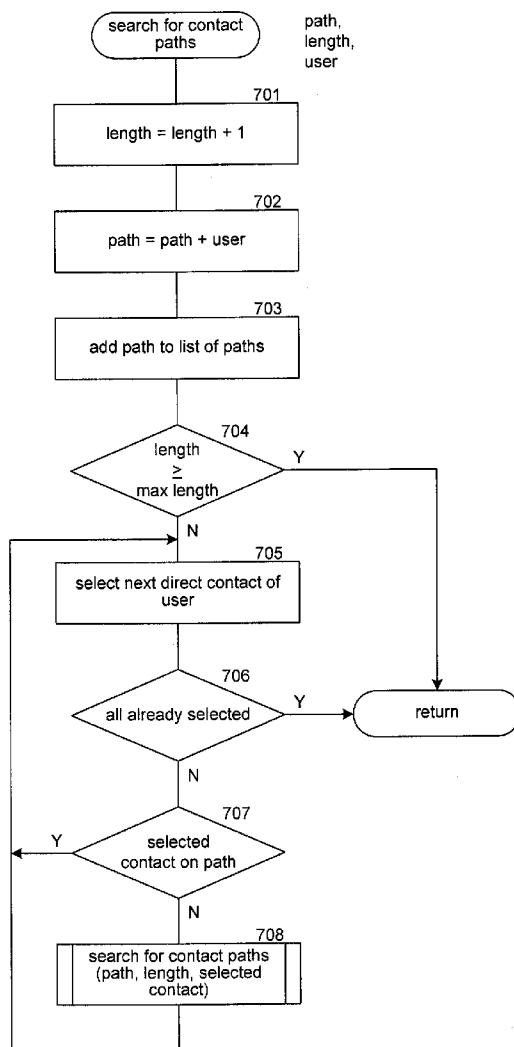 search for contact
paths
path,
length,
user
701
length = length + 1
702
path = path + user
703
add path to list of paths
704
length
≥
max length
Y
N
705
select next direct contact of
user
706
all already selected
Y
return
N
707
selected
contact on path
Y
N
708
search for contact paths
(path, length, selected
contact)